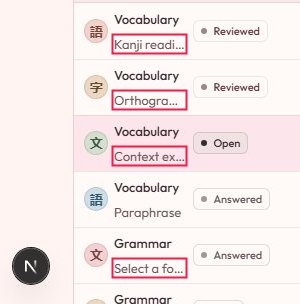 語
Vocabulary
Kanji readi...
Reviewed
字
Vocabulary
Orthogra...
Reviewed
文
Vocabulary
Context ex...
Open
語
Vocabulary
Paraphrase
Answered
N
文
Grammar
Select a fo...
Answered
Grammar